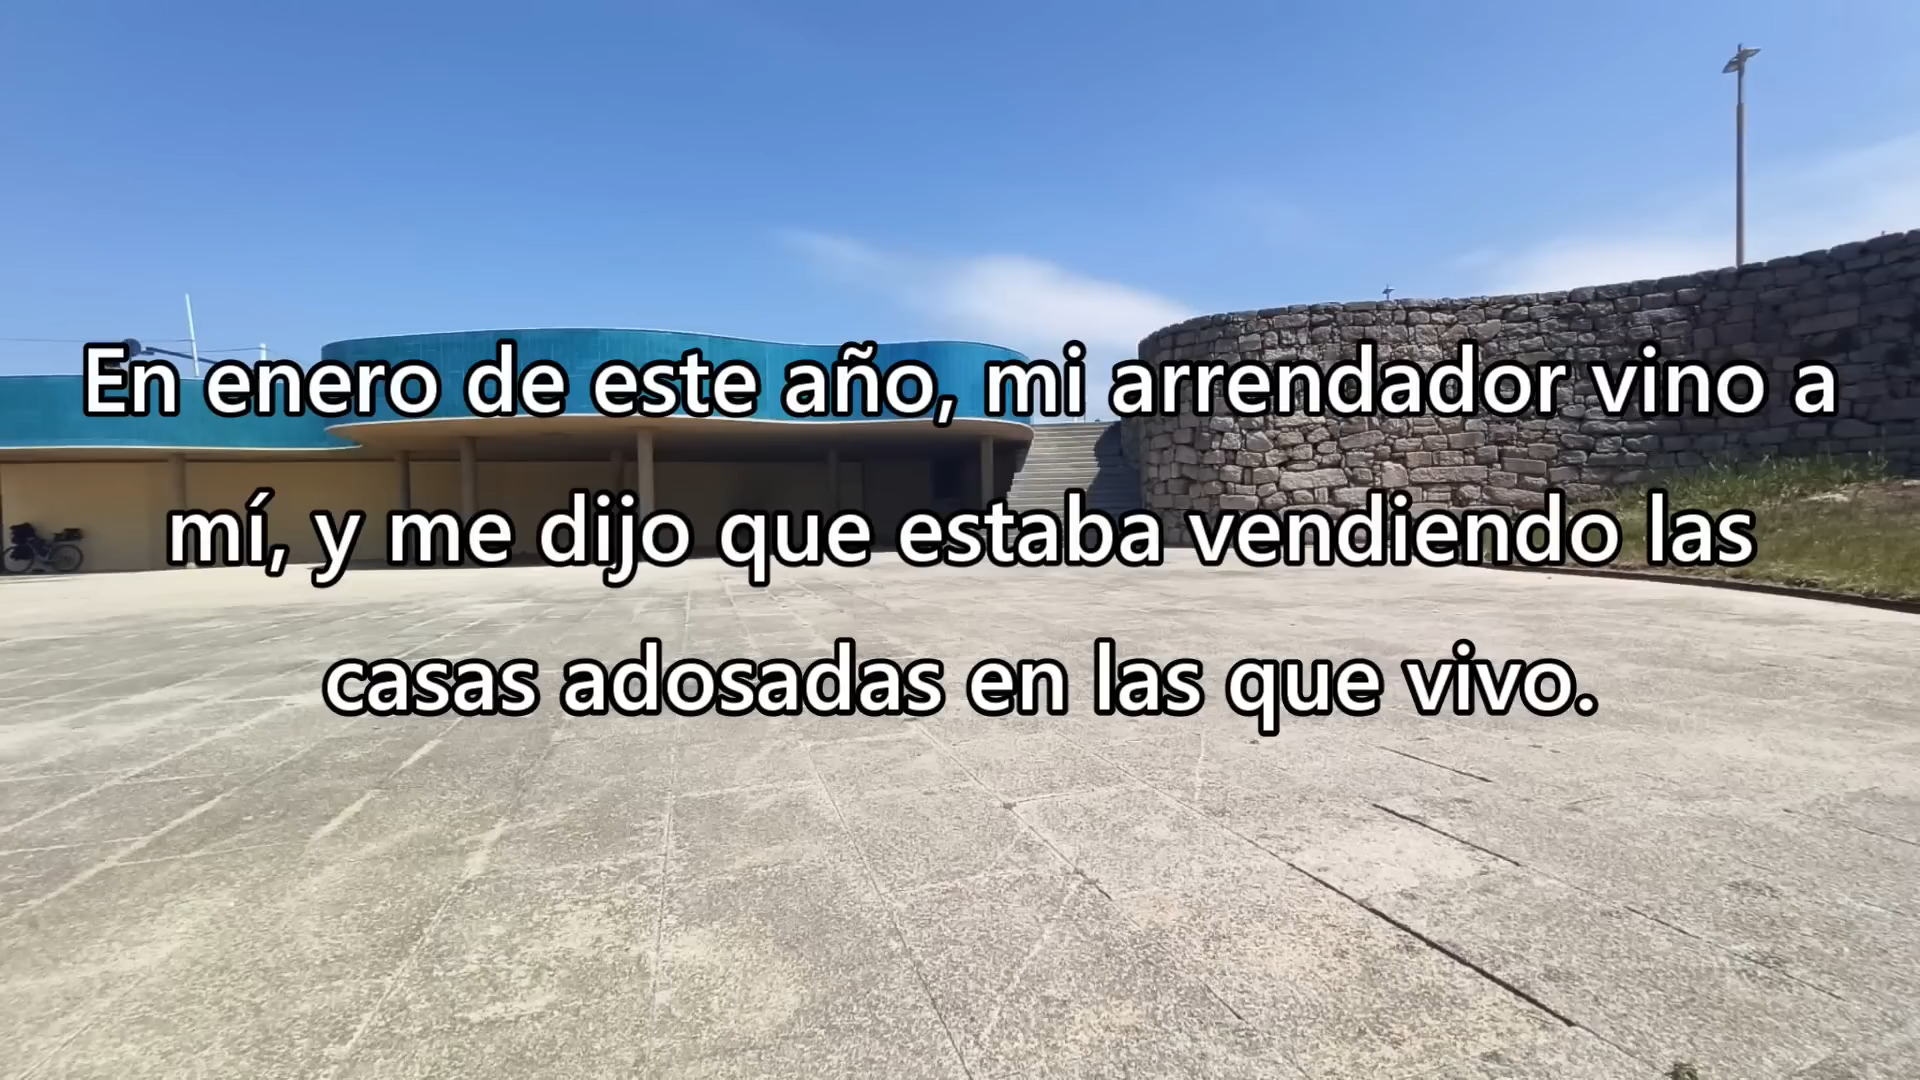 En enero de este año, mi arrendador vino a
mí, y me dijo que estaba vendiendo las
casas adosadas en las que vivo.